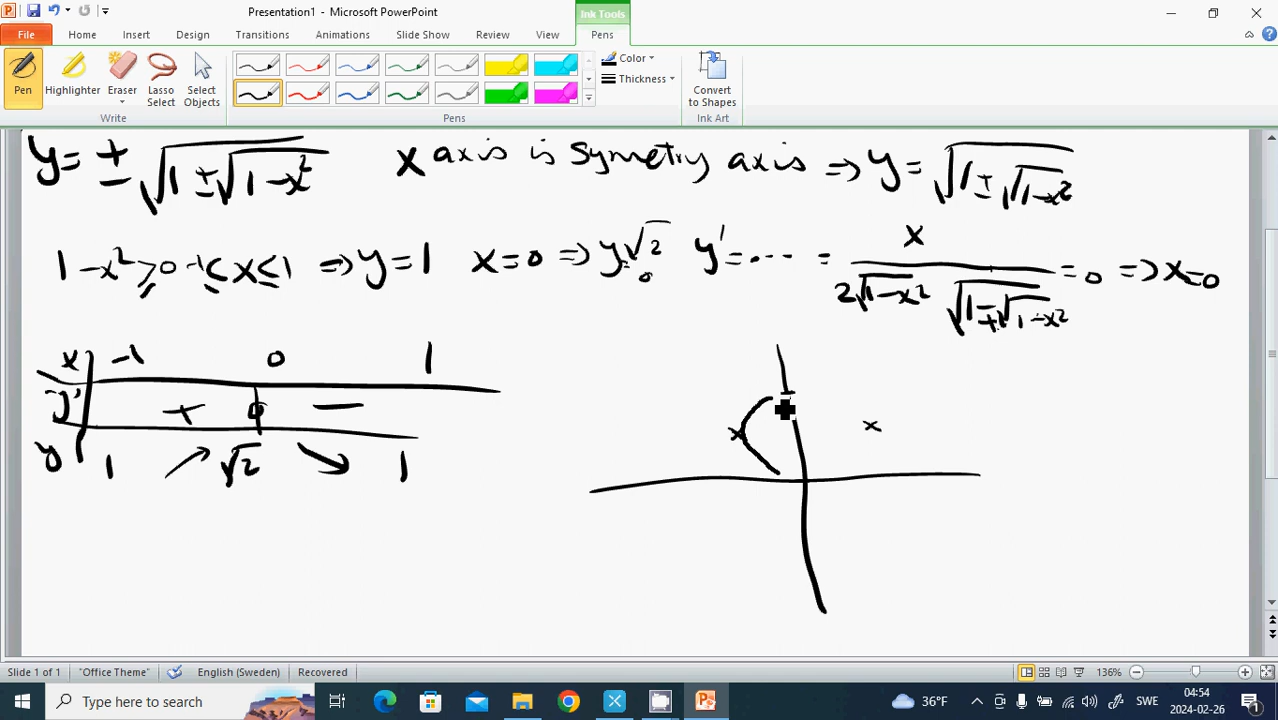 Presentation1 - Microsoft PowerPoint
Ink Tools
File Home Insert Design Transitions Animations Slide Show Review View Pens
Pen Highlighter Eraser Lasso Select Select Objects
Color
Thickness
Convert to Shapes
Write Pens Ink Art
y = ± √(1 ± √(1-x²)) x axis is Symetry axis => y = √(1 ± √(1-x²))
1-x² ≥ 0 -1 ≤ x ≤ 1 => y = 1 x = 0 => y = √2 0 y' = .... = x / (2√(1-x²) √(1 ± √(1-x²))) = 0 => x = 0
x -1 0 1
y' + 0 —
y 1 ↗ √2 ↘ 1
x x
Slide 1 of 1 "Office Theme" English (Sweden) Recovered 136%
Type here to search 36°F SWE 04:54
2024-02-26 1